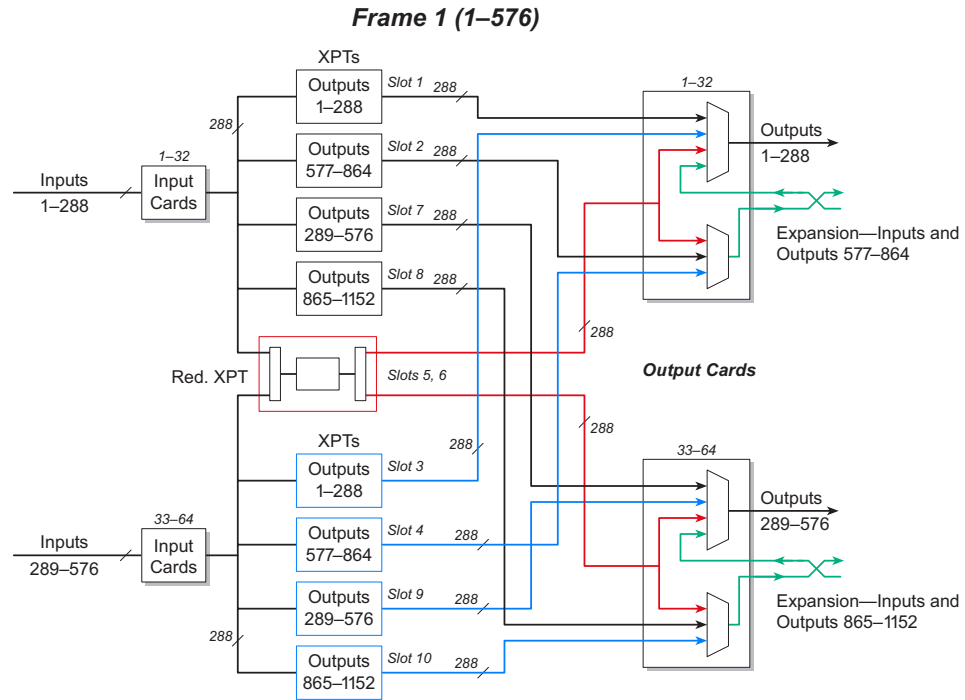 Frame 1 (1–576)
XPTs
Outputs
1–288
Slot 1
288
288
Outputs
577–864
Slot 2
288
1–32
Input
Cards
Inputs
1–288
Outputs
289–576
Slot 7
288
Outputs
865–1152
Slot 8
288
1–32
Outputs
1–288
Expansion—Inputs and
Outputs 577–864
288
Red. XPT
Slots 5, 6
Output Cards
288
XPTs
Outputs
1–288
Slot 3
288
Outputs
577–864
Slot 4
288
33–64
Input
Cards
Inputs
289–576
Outputs
289–576
Slot 9
288
288
Outputs
865–1152
Slot 10
288
33–64
Outputs
289–576
Expansion—Inputs and
Outputs 865–1152